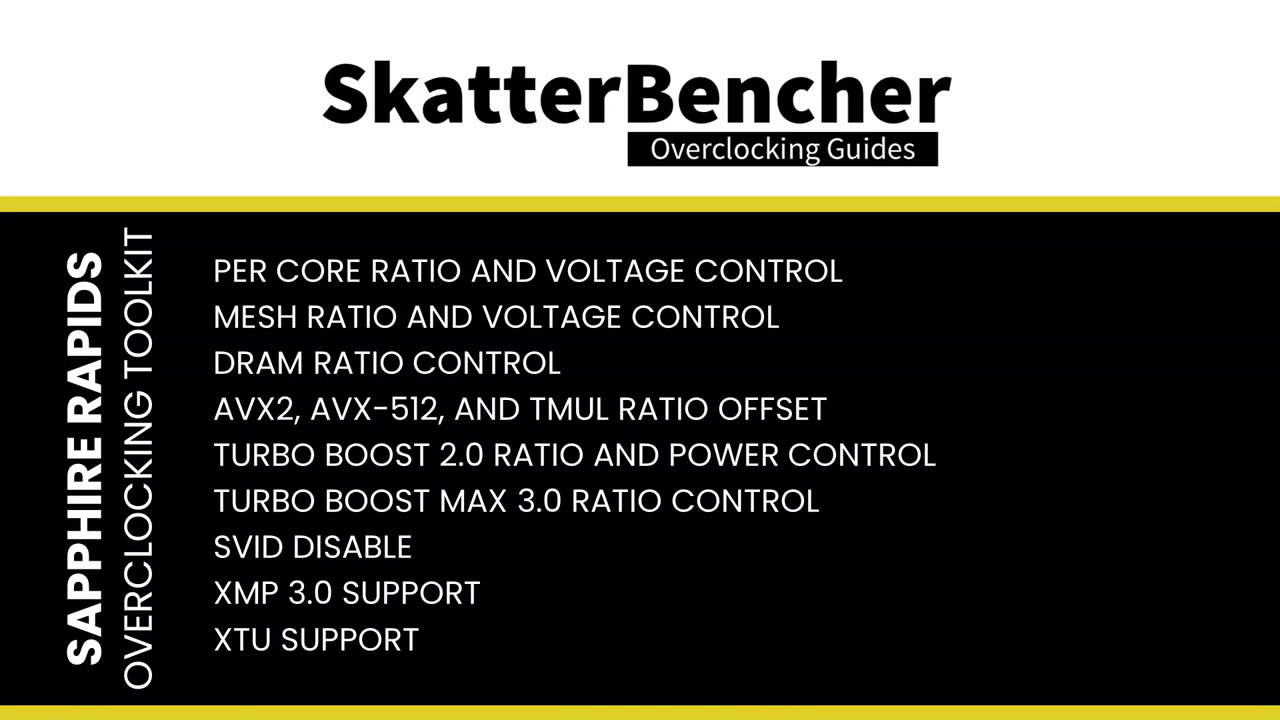 SkatterBencher
Overclocking Guides
SAPPHIRE RAPIDS
OVERCLOCKING TOOLKIT
PER CORE RATIO AND VOLTAGE CONTROL
MESH RATIO AND VOLTAGE CONTROL
DRAM RATIO CONTROL
AVX2, AVX-512, AND TMUL RATIO OFFSET
TURBO BOOST 2.0 RATIO AND POWER CONTROL
TURBO BOOST MAX 3.0 RATIO CONTROL
SVID DISABLE
XMP 3.0 SUPPORT
XTU SUPPORT